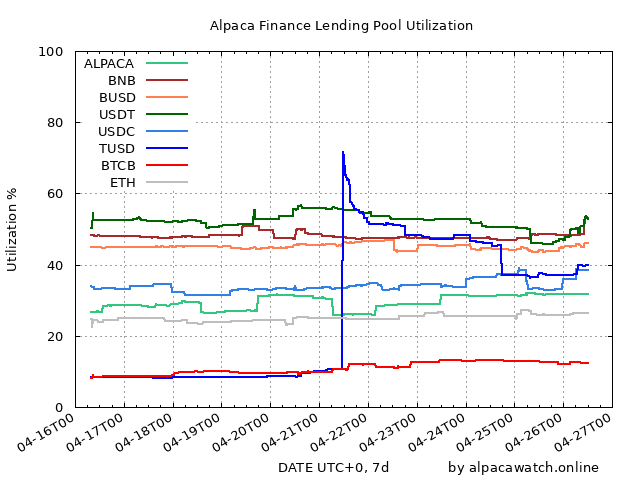 Alpaca Finance Lending Pool Utilization
100
80
60
40
20
0
Utilization %
ALPACA
BNB
BUSD
USDT
USDC
TUSD
BTCB
ETH
04-16T00
04-17T00
04-18T00
04-19T00
04-20T00
04-21T00
04-22T00
04-23T00
04-24T00
04-25T00
04-26T00
04-27T00
DATE UTC+0, 7d
by alpacawatch.online